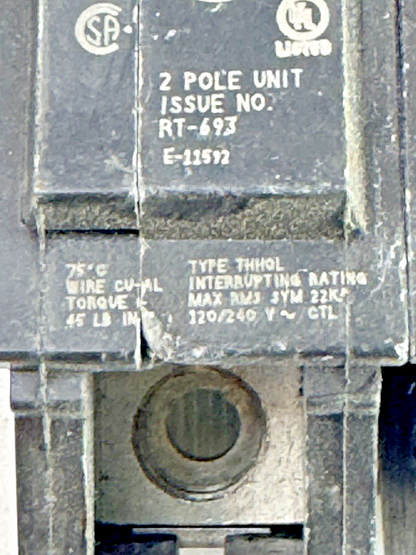 SA
UL
LISTED
2 POLE UNIT
ISSUE NO.
RT-693
E-11592
75°C
WIRE CU-AL
TORQUE
45 LB IN
TYPE THHQL
INTERRUPTING RATING
MAX RMS SYM 22K
120/240 V ~ CTL